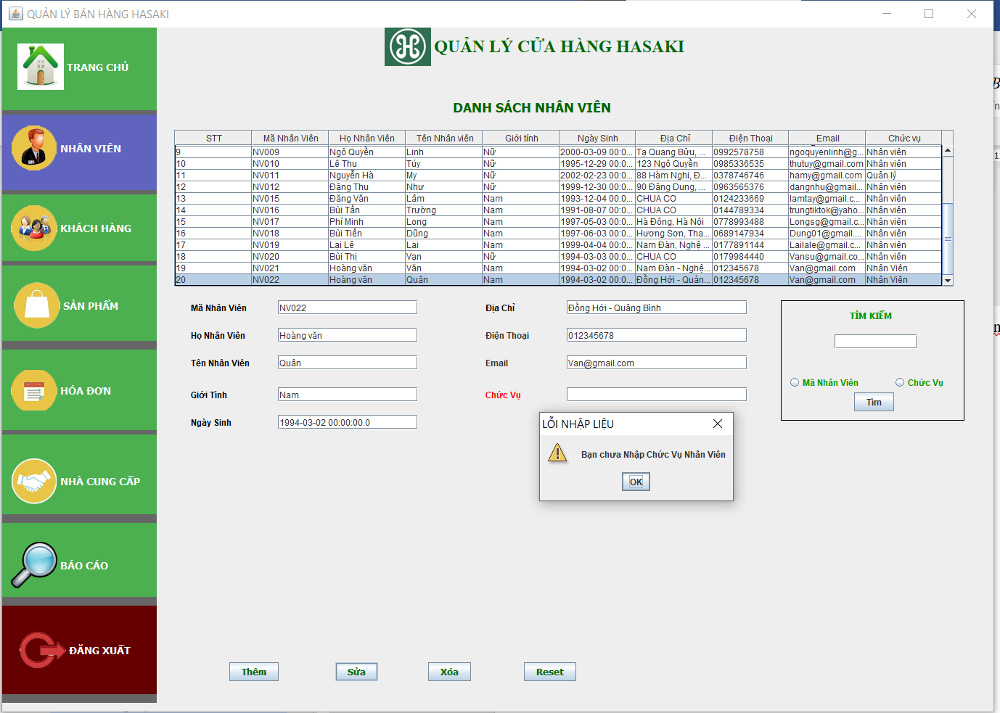 QUẢN LÝ BÁN HÀNG HASAKI
QUẢN LÝ CỬA HÀNG HASAKI
TRANG CHỦ
NHÂN VIÊN
KHÁCH HÀNG
SẢN PHẨM
HÓA ĐƠN
NHÀ CUNG CẤP
BÁO CÁO
ĐĂNG XUẤT
DANH SÁCH NHÂN VIÊN
STT Mã Nhân Viên Họ Nhân Viên Tên Nhân viên Giới tính Ngày Sinh Địa Chỉ Điện Thoại Email Chức vụ
9 NV009 Ngô Quyền Linh Nữ 2000-03-09 00:0... Tạ Quang Bửu, ... 0992578758 ngoquyenlinh@g... Nhân viên
10 NV010 Lê Thu Túy Nữ 1995-12-29 00:0... 123 Ngô Quyền 0985336535 thutuy@gmail.com Nhân viên
11 NV011 Nguyễn Hà My Nữ 2002-02-23 00:0... 88 Hàm Nghi, Đ... 0378746746 hamy@gmail.com Quản lý
12 NV012 Đặng Thu Như Nữ 1999-12-30 00:0... 90 Đặng Dung, ... 0963565376 dangnhu@gmail... Nhân viên
13 NV015 Đăng Văn Lâm Nam 1993-12-04 00:0... CHUA CO 0124233669 lamtay@gmail.c... Nhân viên
14 NV016 Bùi Tấn Trường Nam 1991-08-07 00:0... CHUA CO 0144789334 trungtiktok@yaho... Nhân viên
15 NV017 Phí Minh Long Nam 1997-05-03 00:0... Hà Đông, Hà Nội 0778993488 Longsg@gmail.c... Nhân viên
16 NV018 Bùi Tiến Dũng Nam 1997-06-03 00:0... Hương Sơn, Tha... 0689147934 Dung01@gmail.... Nhân viên
17 NV019 Lại Lê Lai Nam 1999-04-04 00:0... Nam Đàn, Nghệ ... 0177891144 Lailale@gmail.c... Nhân viên
18 NV020 Bùi Thị Vạn Nữ 1994-03-03 00:0... CHUA CO 0179984440 Vansu@gmail.co... Nhân viên
19 NV021 Hoàng văn Văn Nam 1994-03-02 00:0... Nam Đàn - Nghệ... 012345678 Van@gmail.com Nhân Viên
20 NV022 Hoàng văn Quân Nam 1994-03-02 00:0... Đồng Hới - Quản... 012345678 Van@gmail.com Nhân Viên
Mã Nhân Viên NV022
Họ Nhân Viên Hoàng văn
Tên Nhân Viên Quân
Giới Tính Nam
Ngày Sinh 1994-03-02 00:00:00.0
Địa Chỉ Đồng Hới - Quảng Bình
Điện Thoại 012345678
Email Van@gmail.com
Chức Vụ
TÌM KIẾM
Mã Nhân Viên Chức Vụ
Tìm
LỖI NHẬP LIỆU
Bạn chưa Nhập Chức Vụ Nhân Viên
OK
Thêm Sửa Xóa Reset